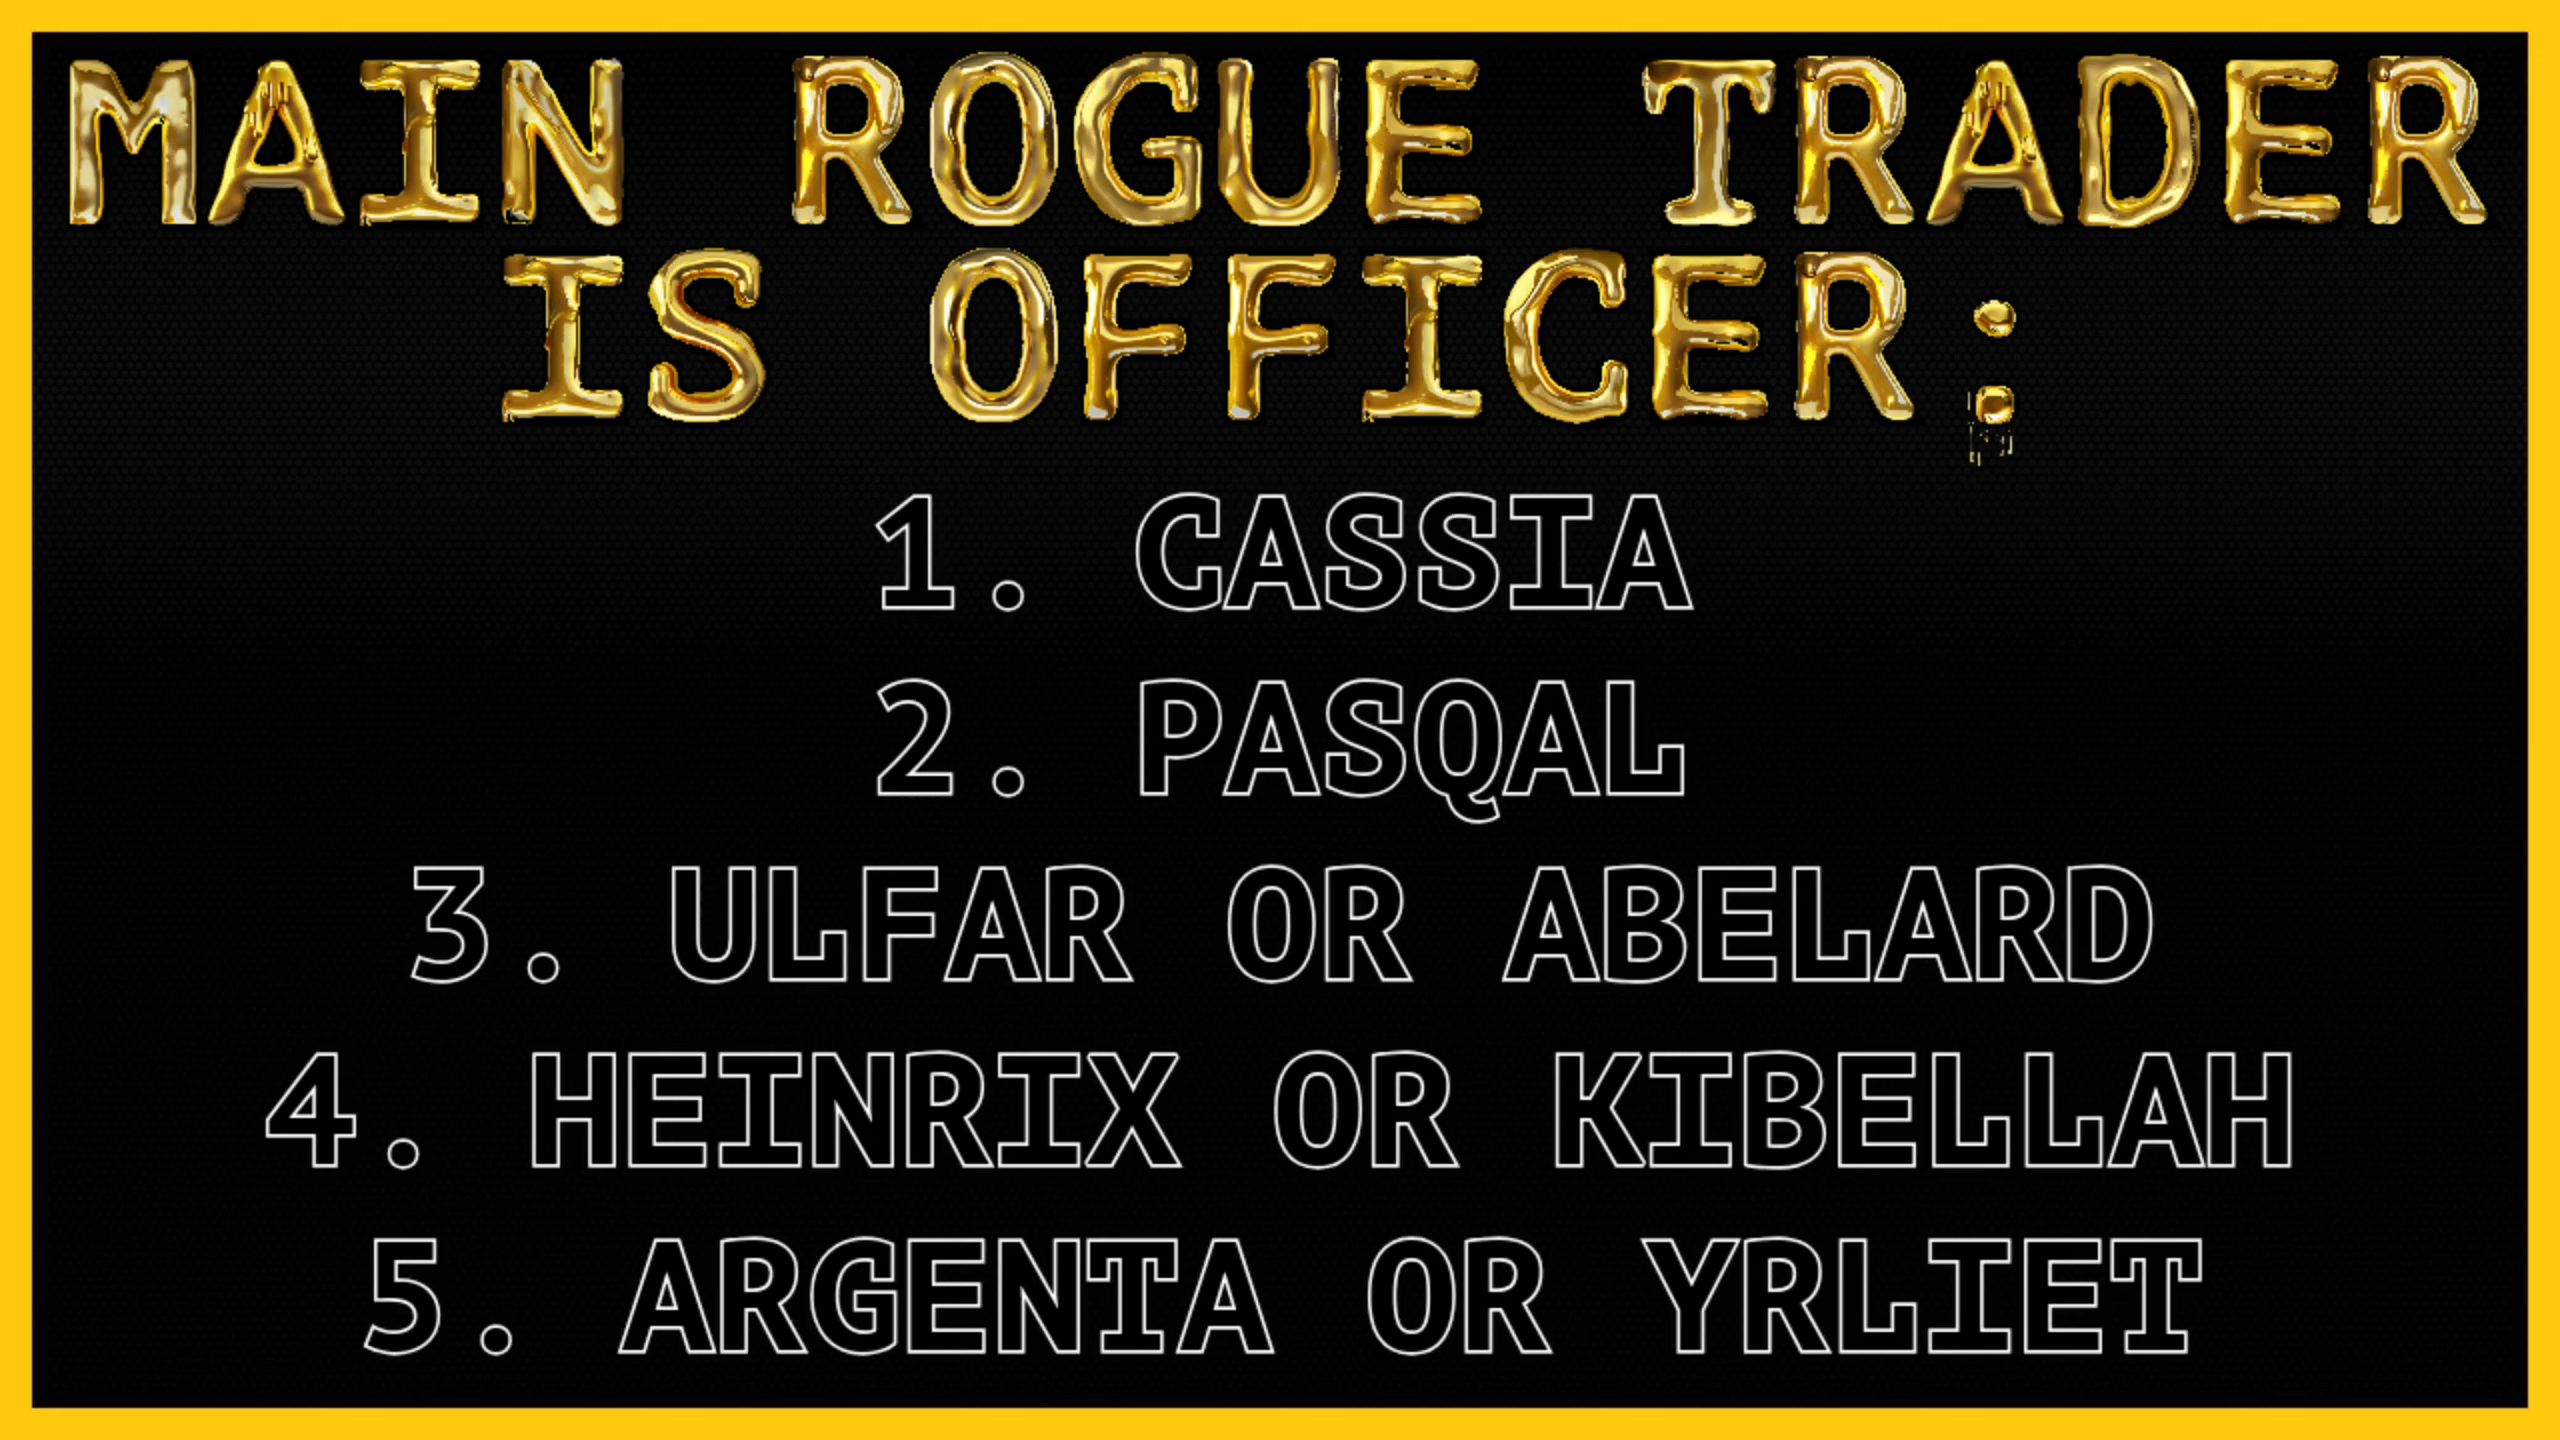 MAIN ROGUE TRADER
IS OFFICER;
1. CASSIA
2. PASQAL
3. ULFAR OR ABELARD
4. HEINRIX OR KIBELLAH
5. ARGENTA OR YRLIET